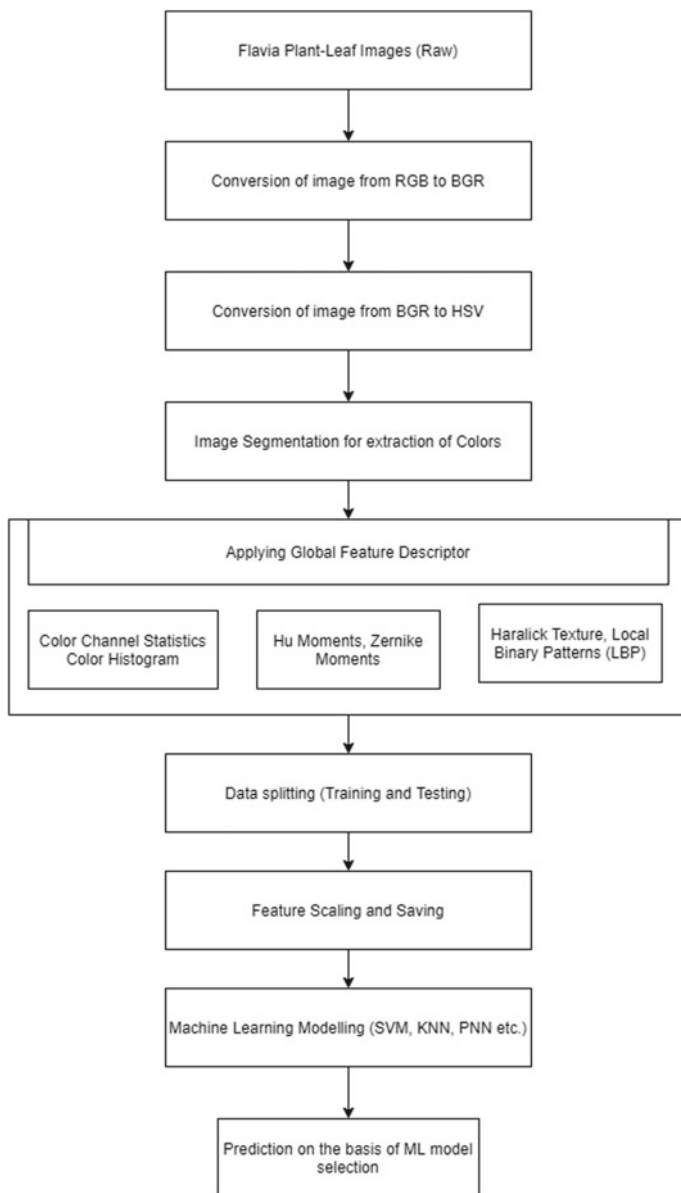 Flavia Plant-Leaf Images (Raw)
Conversion of image from RGB to BGR
Conversion of image from BGR to HSV
Image Segmentation for extraction of Colors
Applying Global Feature Descriptor
Color Channel Statistics
Color Histogram
Hu Moments, Zernike
Moments
Haralick Texture, Local
Binary Patterns (LBP)
Data splitting (Training and Testing)
Feature Scaling and Saving
Machine Learning Modelling (SVM, KNN, PNN etc.)
Prediction on the basis of ML model
selection